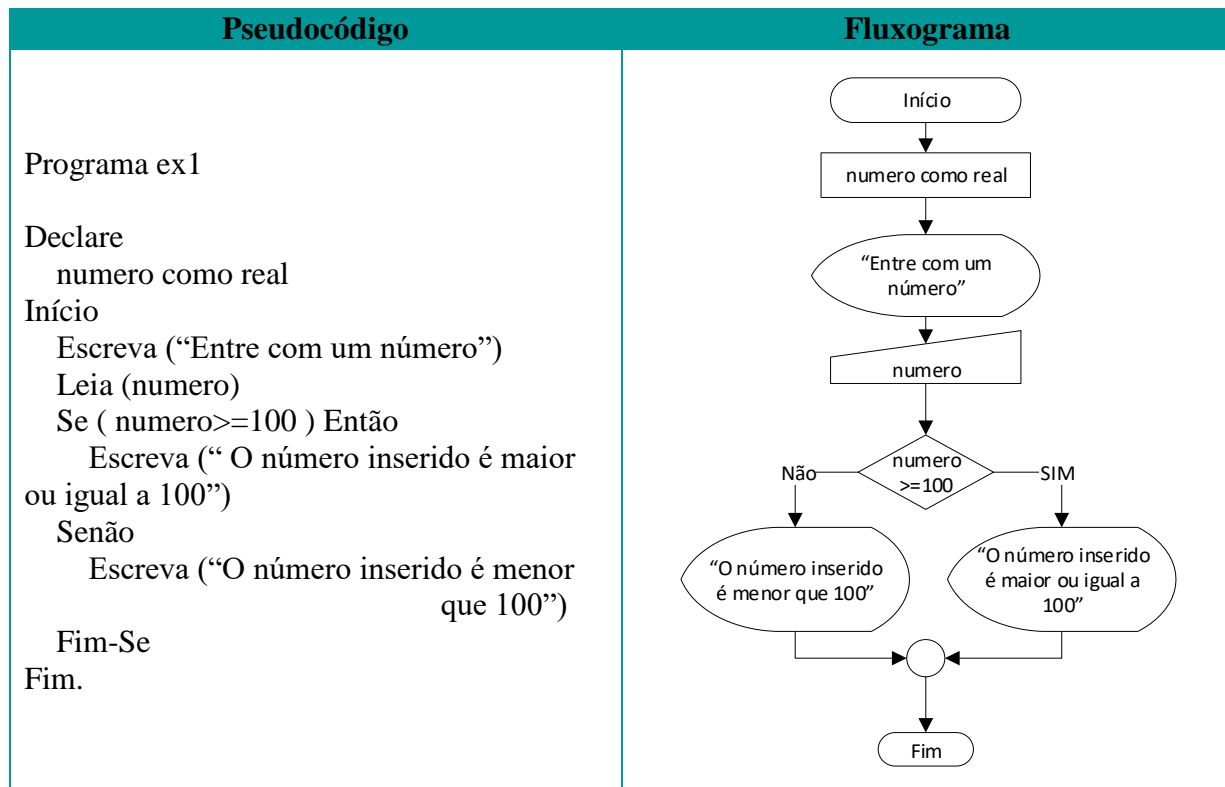 Pseudocódigo
Fluxograma
Programa ex1
Declare
numero como real
Início
Escreva (“Entre com um número”)
Leia (numero)
Se ( numero>=100 ) Então
Escreva (“ O número inserido é maior
ou igual a 100”)
Senão
Escreva (“O número inserido é menor
que 100”)
Fim-Se
Fim.
Início
numero como real
“Entre com um
número”
numero
numero
>=100
Não
SIM
“O número inserido
é menor que 100”
“O número inserido
é maior ou igual a
100”
Fim